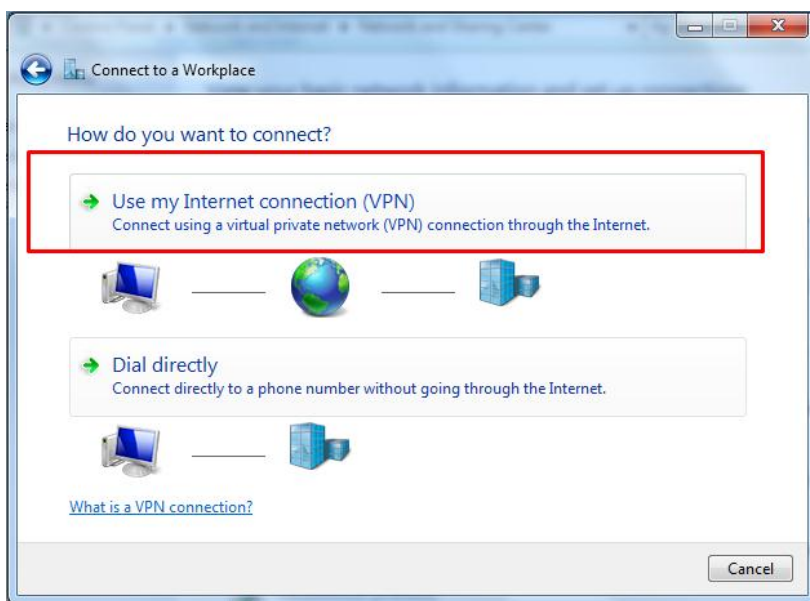 Connect to a Workplace
How do you want to connect?
Use my Internet connection (VPN)
Connect using a virtual private network (VPN) connection through the Internet.
Dial directly
Connect directly to a phone number without going through the Internet.
What is a VPN connection?
Cancel